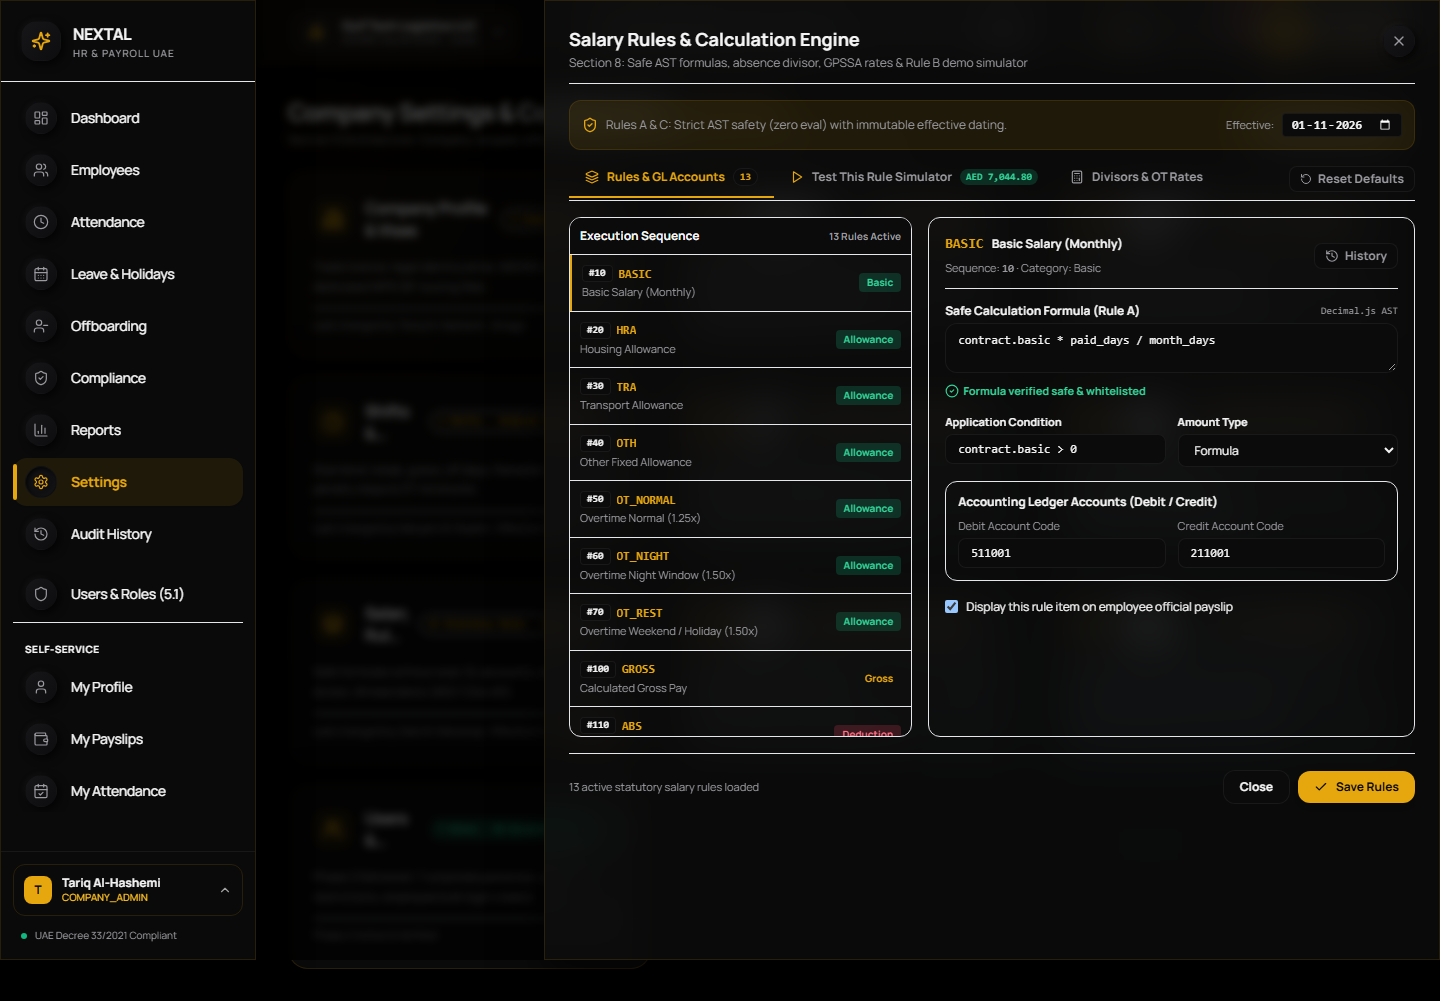 NEXTAL
HR & PAYROLL UAE
Dashboard
Employees
Attendance
Leave & Holidays
Offboarding
Compliance
Reports
Settings
Audit History
Users & Roles (5.1)
SELF-SERVICE
My Profile
My Payslips
My Attendance
T
Tariq Al-Hashemi
COMPANY_ADMIN
UAE Decree 33/2021 Compliant
Salary Rules & Calculation Engine
Section 8: Safe AST formulas, absence divisor, GPSSA rates & Rule B demo simulator
Rules A & C: Strict AST safety (zero eval) with immutable effective dating.
Effective: 01-11-2026
Rules & GL Accounts 13
Test This Rule Simulator AED 7,044.80
Divisors & OT Rates
Reset Defaults
Execution Sequence
13 Rules Active
#10 BASIC
Basic Salary (Monthly)
Basic
#20 HRA
Housing Allowance
Allowance
#30 TRA
Transport Allowance
Allowance
#40 OTH
Other Fixed Allowance
Allowance
#50 OT_NORMAL
Overtime Normal (1.25x)
Allowance
#60 OT_NIGHT
Overtime Night Window (1.50x)
Allowance
#70 OT_REST
Overtime Weekend / Holiday (1.50x)
Allowance
#100 GROSS
Calculated Gross Pay
Gross
#110 ABS
Deduction
BASIC Basic Salary (Monthly)
Sequence: 10 · Category: Basic
History
Safe Calculation Formula (Rule A)
Decimal.js AST
contract.basic * paid_days / month_days
Formula verified safe & whitelisted
Application Condition
contract.basic > 0
Amount Type
Formula
Accounting Ledger Accounts (Debit / Credit)
Debit Account Code
511001
Credit Account Code
211001
Display this rule item on employee official payslip
13 active statutory salary rules loaded
Close
Save Rules